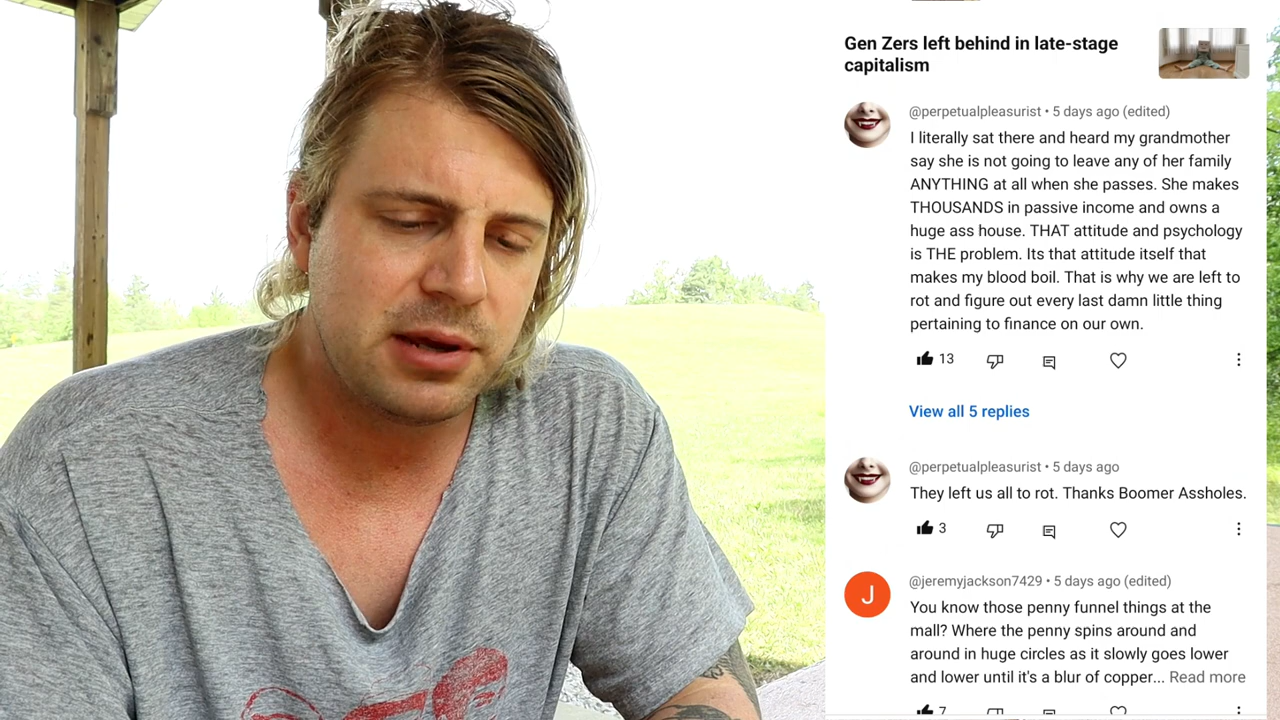 Gen Zers left behind in late-stage
capitalism
@perpetualpleasurist • 5 days ago (edited)
I literally sat there and heard my grandmother
say she is not going to leave any of her family
ANYTHING at all when she passes. She makes
THOUSANDS in passive income and owns a
huge ass house. THAT attitude and psychology
is THE problem. Its that attitude itself that
makes my blood boil. That is why we are left to
rot and figure out every last damn little thing
pertaining to finance on our own.
13
View all 5 replies
@perpetualpleasurist • 5 days ago
They left us all to rot. Thanks Boomer Assholes.
3
J
@jeremyjackson7429 • 5 days ago (edited)
You know those penny funnel things at the
mall? Where the penny spins around and
around in huge circles as it slowly goes lower
and lower until it's a blur of copper... Read more
7